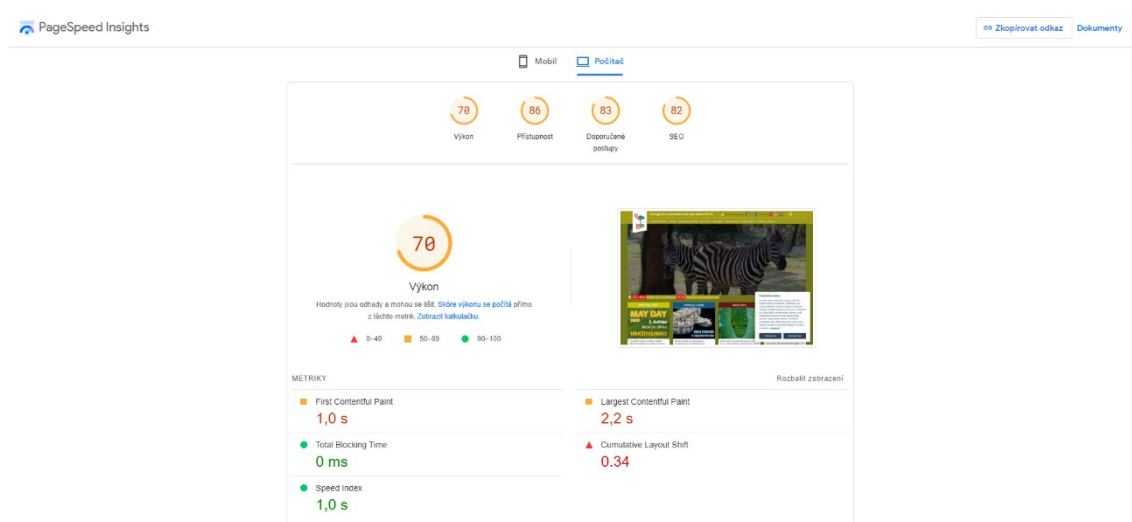 PageSpeed Insights
Zkopírovat odkaz
Dokumenty
Mobil
Počítač
70
86
83
82
Výkon
Přístupnost
Doporučené
postupy
SEO
70
Výkon
Hodnoty jsou odhady a mohou se lišit. Skóre výkonu se počítá přímo
z těchto metrik. Zobrazit kalkulačku.
0–49
50–89
90–100
MAY DAY
METRIKY
Rozbalit zobrazení
First Contentful Paint
1,0 s
Largest Contentful Paint
2,2 s
Total Blocking Time
0 ms
Cumulative Layout Shift
0.34
Speed Index
1,0 s